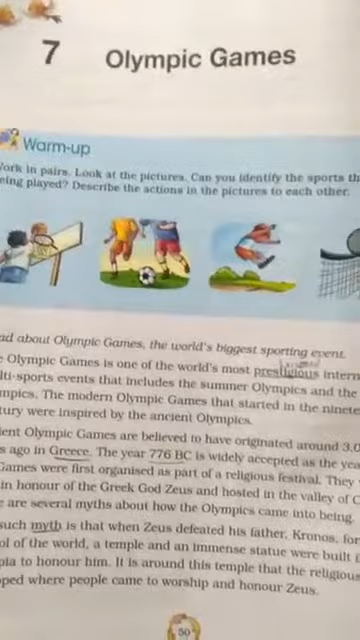 7 Olympic Games
Warm-up
ork in pairs. Look at the pictures. Can you identify the sports th
eing played? Describe the actions in the pictures to each other.
ad about Olympic Games, the world's biggest sporting event.
e Olympic Games is one of the world's most prestigious intern
lti-sports events that includes the summer Olympics and the
mpics. The modern Olympic Games that started in the ninete
tury were inspired by the ancient Olympics.
ient Olympic Games are believed to have originated around 3,0
s ago in Greece. The year 776 BC is widely accepted as the yea
Games were first organised as part of a religious festival. They
in honour of the Greek God Zeus and hosted in the valley of O
e are several myths about how the Olympics came into being.
such myth is that when Zeus defeated his father, Kronos, for
ol of the world, a temple and an immense statue were built i
pia to honour him. It is around this temple that the religious
ped where people came to worship and honour Zeus.
50